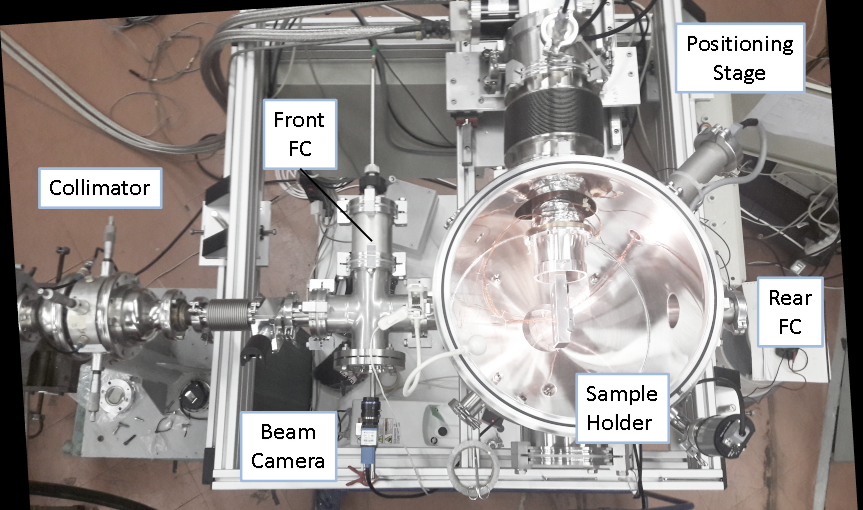 Positioning
Stage
Front
FC
Collimator
Rear
FC
Sample
Holder
Beam
Camera